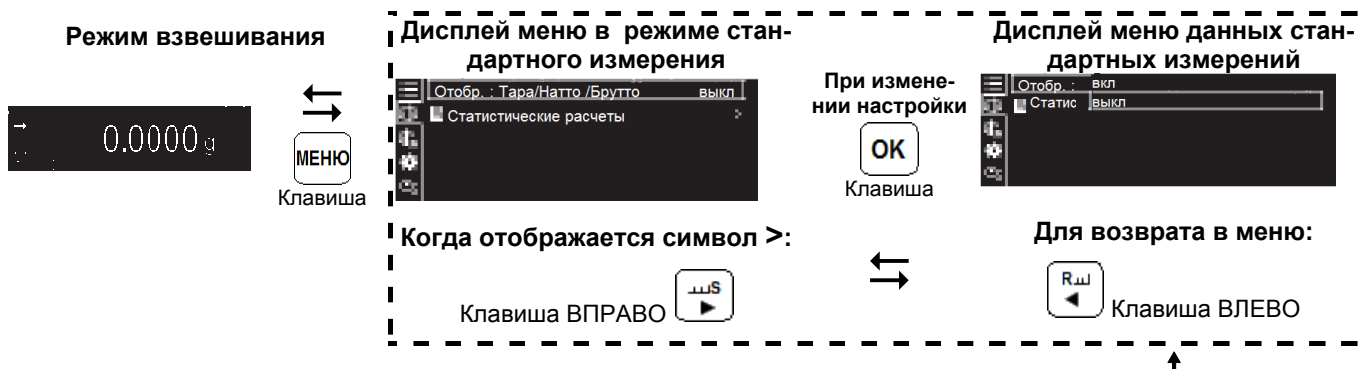 Режим взвешивания
0.0000 g
МЕНЮ
Клавиша
Дисплей меню в режиме стан-
дартного измерения
Отобр. : Тара/Натто /Брутто выкл
Статистические расчеты >
При измене-
нии настройки
OK
Клавиша
Дисплей меню данных стан-
дартных измерений
Отобр. : вкл
Статис выкл
Когда отображается символ >:
Клавиша ВПРАВО
S
Для возврата в меню:
R
Клавиша ВЛЕВО